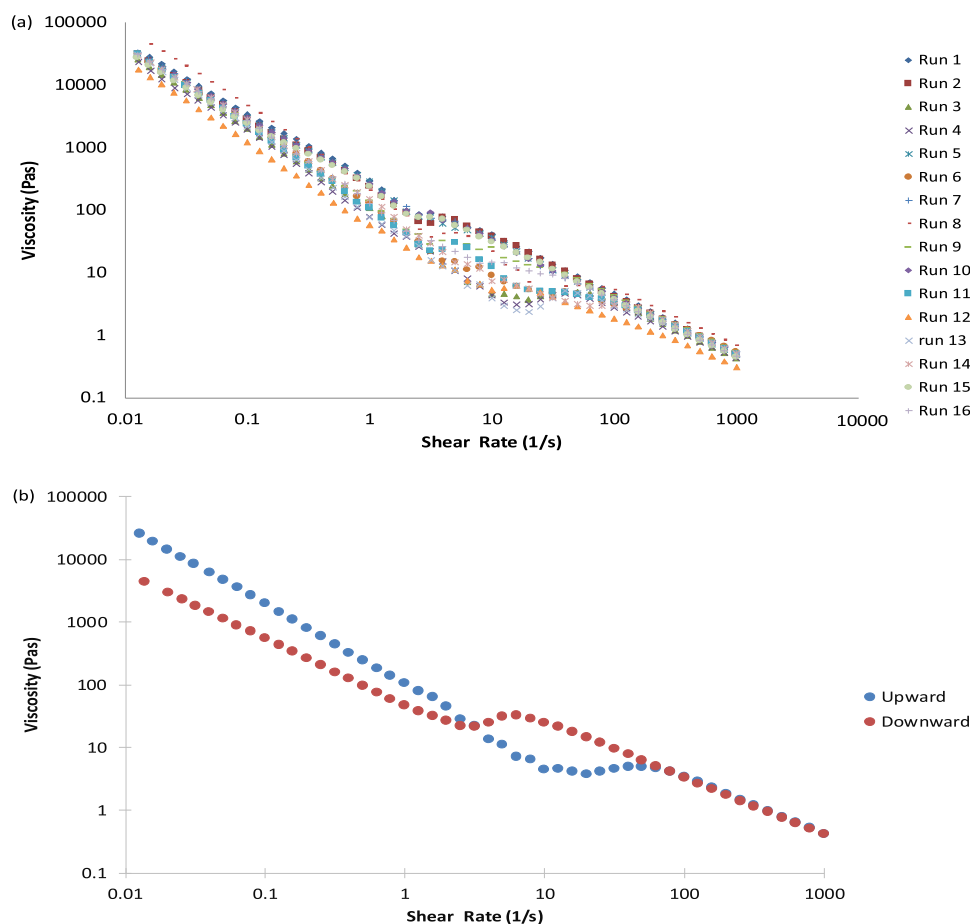 (a)
100000
10000
1000
100
10
1
0.1
Viscosity (Pas)
0.01
0.1
1
10
100
1000
10000
Shear Rate (1/s)
Run 1
Run 2
Run 3
Run 4
Run 5
Run 6
Run 7
Run 8
Run 9
Run 10
Run 11
Run 12
run 13
Run 14
Run 15
Run 16
(b)
100000
10000
1000
100
10
1
0.1
Viscosity (Pas)
0.01
0.1
1
10
100
1000
Shear Rate (1/s)
Upward
Downward